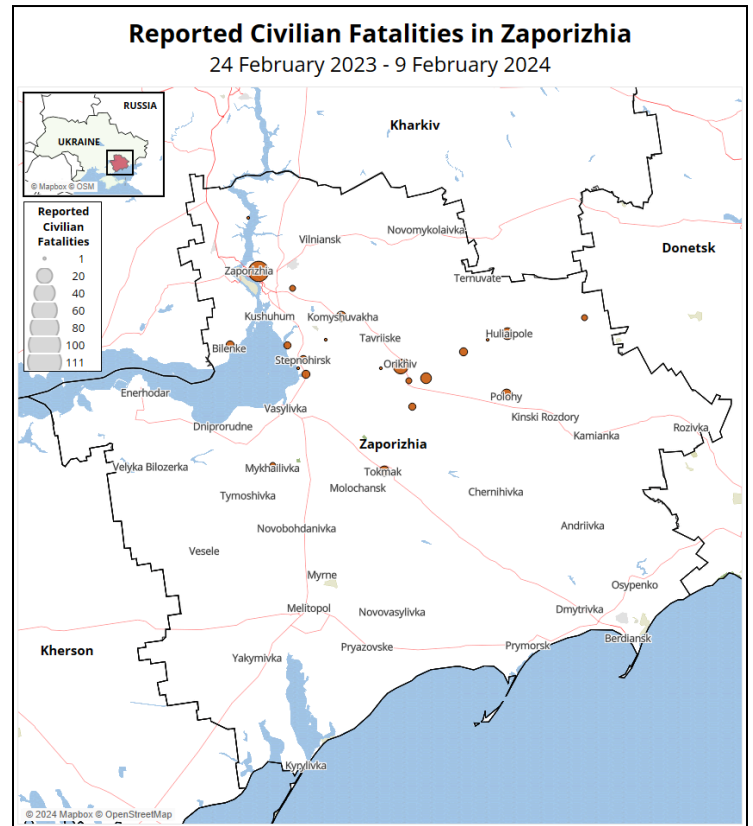 Reported Civilian Fatalities in Zaporizhia
24 February 2023 - 9 February 2024
RUSSIA
UKRAINE
© Mapbox © OSM
Reported
Civilian
Fatalities
1
20
40
60
80
100
111
Kharkiv
Donetsk
Vilniansk
Novomykolaivka
Zaporizhia
Ternuvate
Kushuhum
Komyshuvakha
Huliaipole
Tavriiske
Bilenke
Stepnohirsk
Orikhiv
Enerhodar
Polohy
Vasylivka
Kinski Rozdory
Dniprorudne
Kamianka
Rozivka
Zaporizhia
Velyka Bilozerka
Mykhailivka
Tokmak
Tymoshivka
Molochansk
Chernihivka
Novobohdanivka
Andriivka
Vesele
Myrne
Osypenko
Melitopol
Novovasylivka
Dmytrivka
Berdiansk
Kherson
Yakymivka
Pryazovske
Prymorsk
Kyrylivka
© 2024 Mapbox © OpenStreetMap